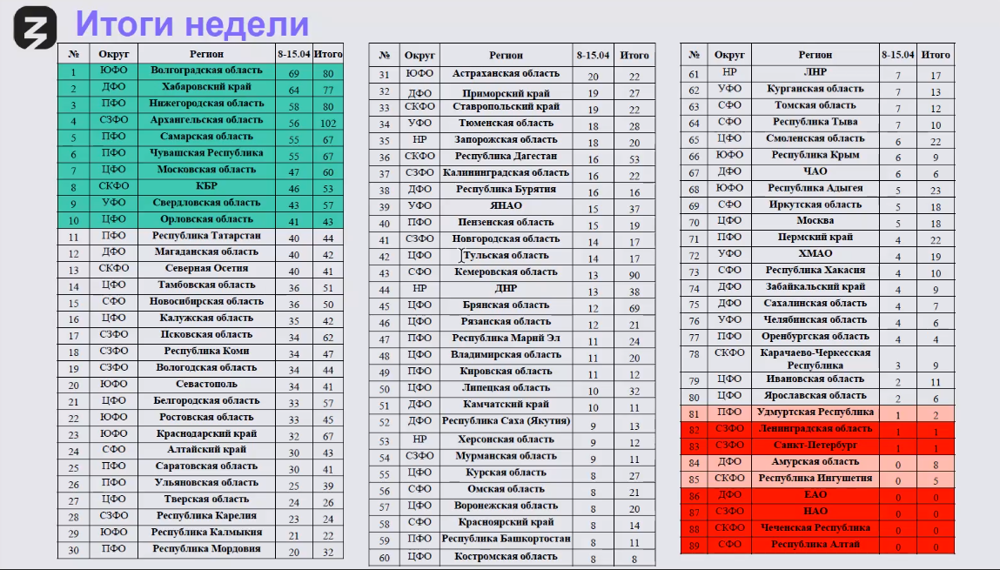 Итоги недели
№ Округ Регион 8-15.04 Итого
1 ЮФО Волгоградская область 69 80
2 ДФО Хабаровский край 64 77
3 ПФО Нижегородская область 58 80
4 СЗФО Архангельская область 56 102
5 ПФО Самарская область 55 67
6 ПФО Чувашская Республика 55 67
7 ЦФО Московская область 47 60
8 СКФО КБР 46 53
9 УФО Свердловская область 43 57
10 ЦФО Орловская область 41 43
11 ПФО Республика Татарстан 40 44
12 ДФО Магаданская область 40 42
13 СКФО Северная Осетия 40 41
14 ЦФО Тамбовская область 36 51
15 СФО Новосибирская область 36 50
16 ЦФО Калужская область 35 42
17 СЗФО Псковская область 34 62
18 СЗФО Республика Коми 34 47
19 СЗФО Вологодская область 34 44
20 ЮФО Севастополь 34 41
21 ЦФО Белгородская область 33 57
22 ЮФО Ростовская область 33 45
23 ЮФО Краснодарский край 32 67
24 СФО Алтайский край 30 43
25 ПФО Саратовская область 30 41
26 ПФО Ульяновская область 25 39
27 ЦФО Тверская область 24 26
28 СЗФО Республика Карелия 23 24
29 ЮФО Республика Калмыкия 21 22
30 ПФО Республика Мордовия 20 32
№ Округ Регион 8-15.04 Итого
31 ЮФО Астраханская область 20 22
32 ДФО Приморский край 19 27
33 СКФО Ставропольский край 19 22
34 УФО Тюменская область 18 28
35 НР Запорожская область 18 20
36 СКФО Республика Дагестан 16 53
37 СЗФО Калининградская область 16 22
38 ДФО Республика Бурятия 16 16
39 УФО ЯНАО 15 37
40 ПФО Пензенская область 15 19
41 СЗФО Новгородская область 14 17
42 ЦФО Тульская область 14 17
43 СФО Кемеровская область 13 90
44 НР ДНР 13 38
45 ЦФО Брянская область 12 69
46 ЦФО Рязанская область 12 21
47 ПФО Республика Марий Эл 11 24
48 ЦФО Владимирская область 11 20
49 ПФО Кировская область 11 12
50 ЦФО Липецкая область 10 32
51 ДФО Камчатский край 10 11
52 ДФО Республика Саха (Якутия) 9 13
53 НР Херсонская область 9 12
54 СЗФО Мурманская область 9 11
55 ЦФО Курская область 8 27
56 СФО Омская область 8 21
57 ЦФО Воронежская область 8 20
58 СФО Красноярский край 8 14
59 ПФО Республика Башкортостан 8 11
60 ЦФО Костромская область 8 8
№ Округ Регион 8-15.04 Итого
61 НР ЛНР 7 17
62 УФО Курганская область 7 13
63 СФО Томская область 7 12
64 СФО Республика Тыва 7 10
65 ЦФО Смоленская область 6 22
66 ЮФО Республика Крым 6 9
67 ДФО ЧАО 6 6
68 ЮФО Республика Адыгея 5 23
69 СФО Иркутская область 5 18
70 ЦФО Москва 5 18
71 ПФО Пермский край 4 22
72 УФО ХМАО 4 19
73 СФО Республика Хакасия 4 10
74 ДФО Забайкальский край 4 9
75 ДФО Сахалинская область 4 7
76 УФО Челябинская область 4 6
77 ПФО Оренбургская область 4 4
78 СКФО Карачаево-Черкесская
Республика 3 9
79 ЦФО Ивановская область 2 11
80 ЦФО Ярославская область 2 6
81 ПФО Удмуртская Республика 1 2
82 СЗФО Ленинградская область 1 1
83 СЗФО Санкт-Петербург 1 1
84 ДФО Амурская область 0 8
85 СКФО Республика Ингушетия 0 5
86 ДФО ЕАО 0 0
87 СЗФО НАО 0 0
88 СКФО Чеченская Республика 0 0
89 СФО Республика Алтай 0 0